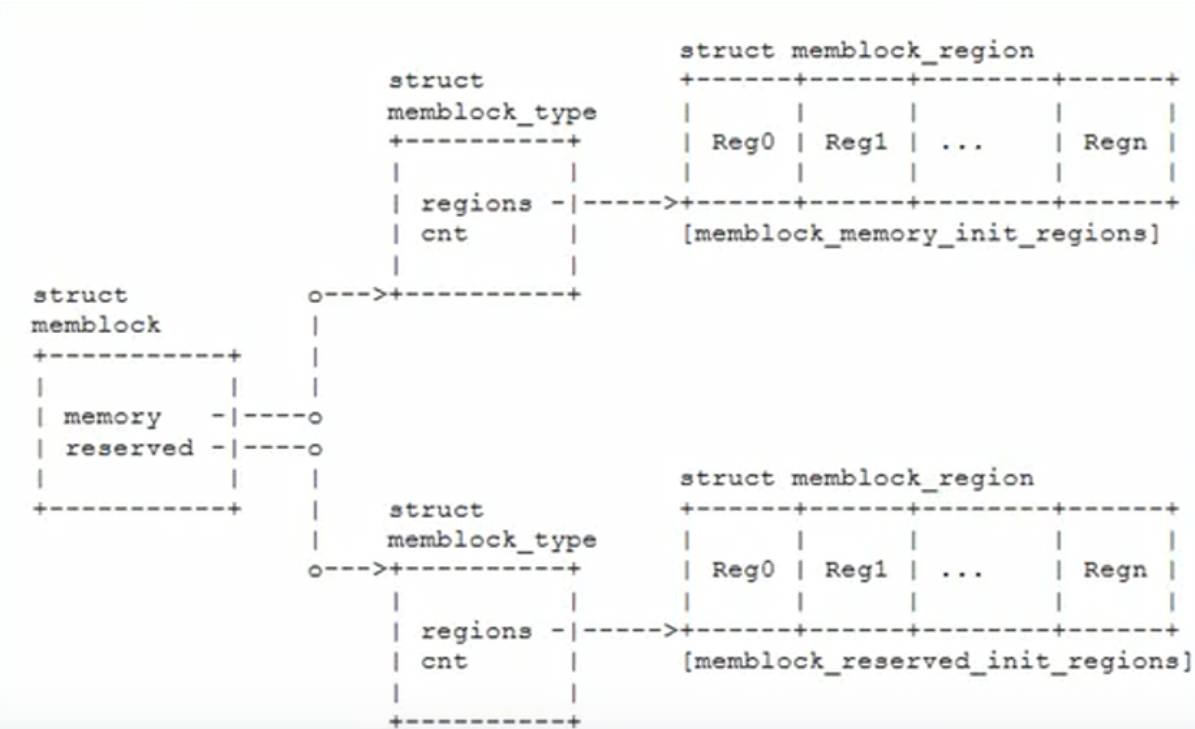 struct memblock_region
struct
memblock_type
Reg0 Reg1 ... Regn
regions
cnt
[memblock_memory_init_regions]
struct
memblock
memory
reserved
struct memblock_region
struct
memblock_type
Reg0 Reg1 ... Regn
regions
cnt
[memblock_reserved_init_regions]